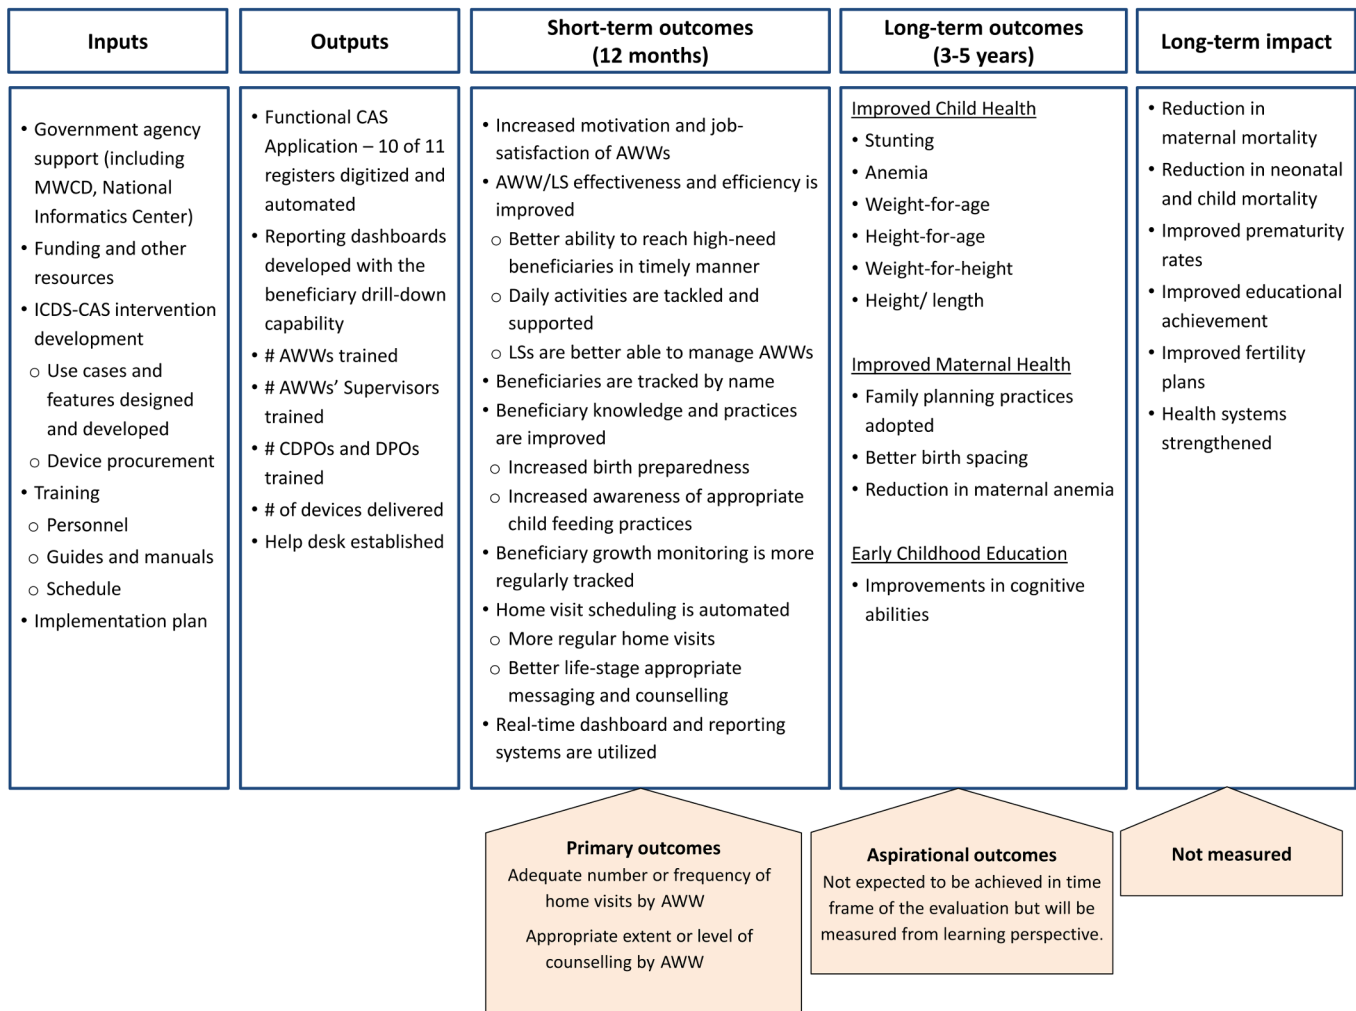 Inputs
Outputs
Short-term outcomes
(12 months)
Long-term outcomes
(3-5 years)
Long-term impact
• Government agency
support (including
MWCD, National
Informatics Center)
• Funding and other
resources
• ICDS-CAS intervention
development
o Use cases and
features designed
and developed
o Device procurement
• Training
o Personnel
o Guides and manuals
o Schedule
• Implementation plan
• Functional CAS
Application – 10 of 11
registers digitized and
automated
• Reporting dashboards
developed with the
beneficiary drill-down
capability
• # AWWs trained
• # AWWs’ Supervisors
trained
• # CDPOs and DPOs
trained
• # of devices delivered
• Help desk established
• Increased motivation and job-
satisfaction of AWWs
• AWW/LS effectiveness and efficiency is
improved
o Better ability to reach high-need
beneficiaries in timely manner
o Daily activities are tackled and
supported
o LSs are better able to manage AWWs
• Beneficiaries are tracked by name
• Beneficiary knowledge and practices
are improved
o Increased birth preparedness
o Increased awareness of appropriate
child feeding practices
• Beneficiary growth monitoring is more
regularly tracked
• Home visit scheduling is automated
o More regular home visits
o Better life-stage appropriate
messaging and counselling
• Real-time dashboard and reporting
systems are utilized
Improved Child Health
• Stunting
• Anemia
• Weight-for-age
• Height-for-age
• Weight-for-height
• Height/ length
Improved Maternal Health
• Family planning practices
adopted
• Better birth spacing
• Reduction in maternal anemia
Early Childhood Education
• Improvements in cognitive
abilities
• Reduction in
maternal mortality
• Reduction in neonatal
and child mortality
• Improved prematurity
rates
• Improved educational
achievement
• Improved fertility
plans
• Health systems
strengthened
Primary outcomes
Adequate number or frequency of
home visits by AWW
Appropriate extent or level of
counselling by AWW
Aspirational outcomes
Not expected to be achieved in time
frame of the evaluation but will be
measured from learning perspective.
Not measured